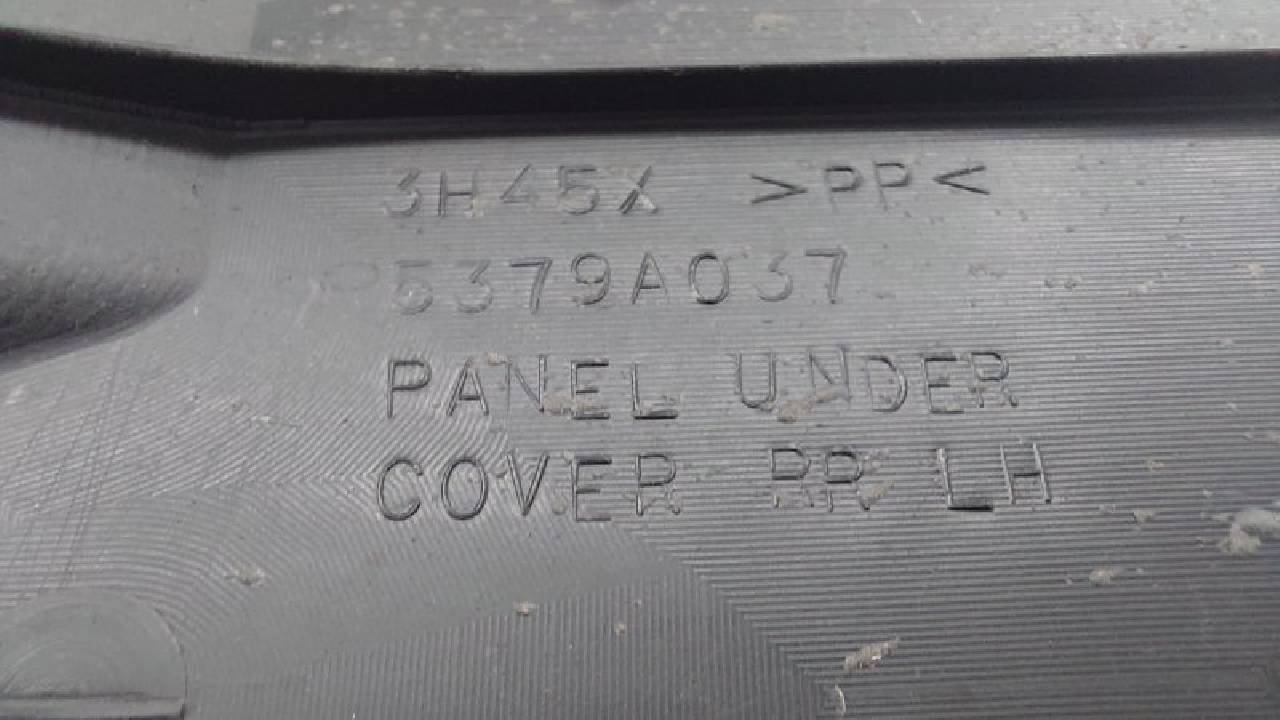 3H45X >PP<
5379A037
PANEL UNDER
COVER RR LH